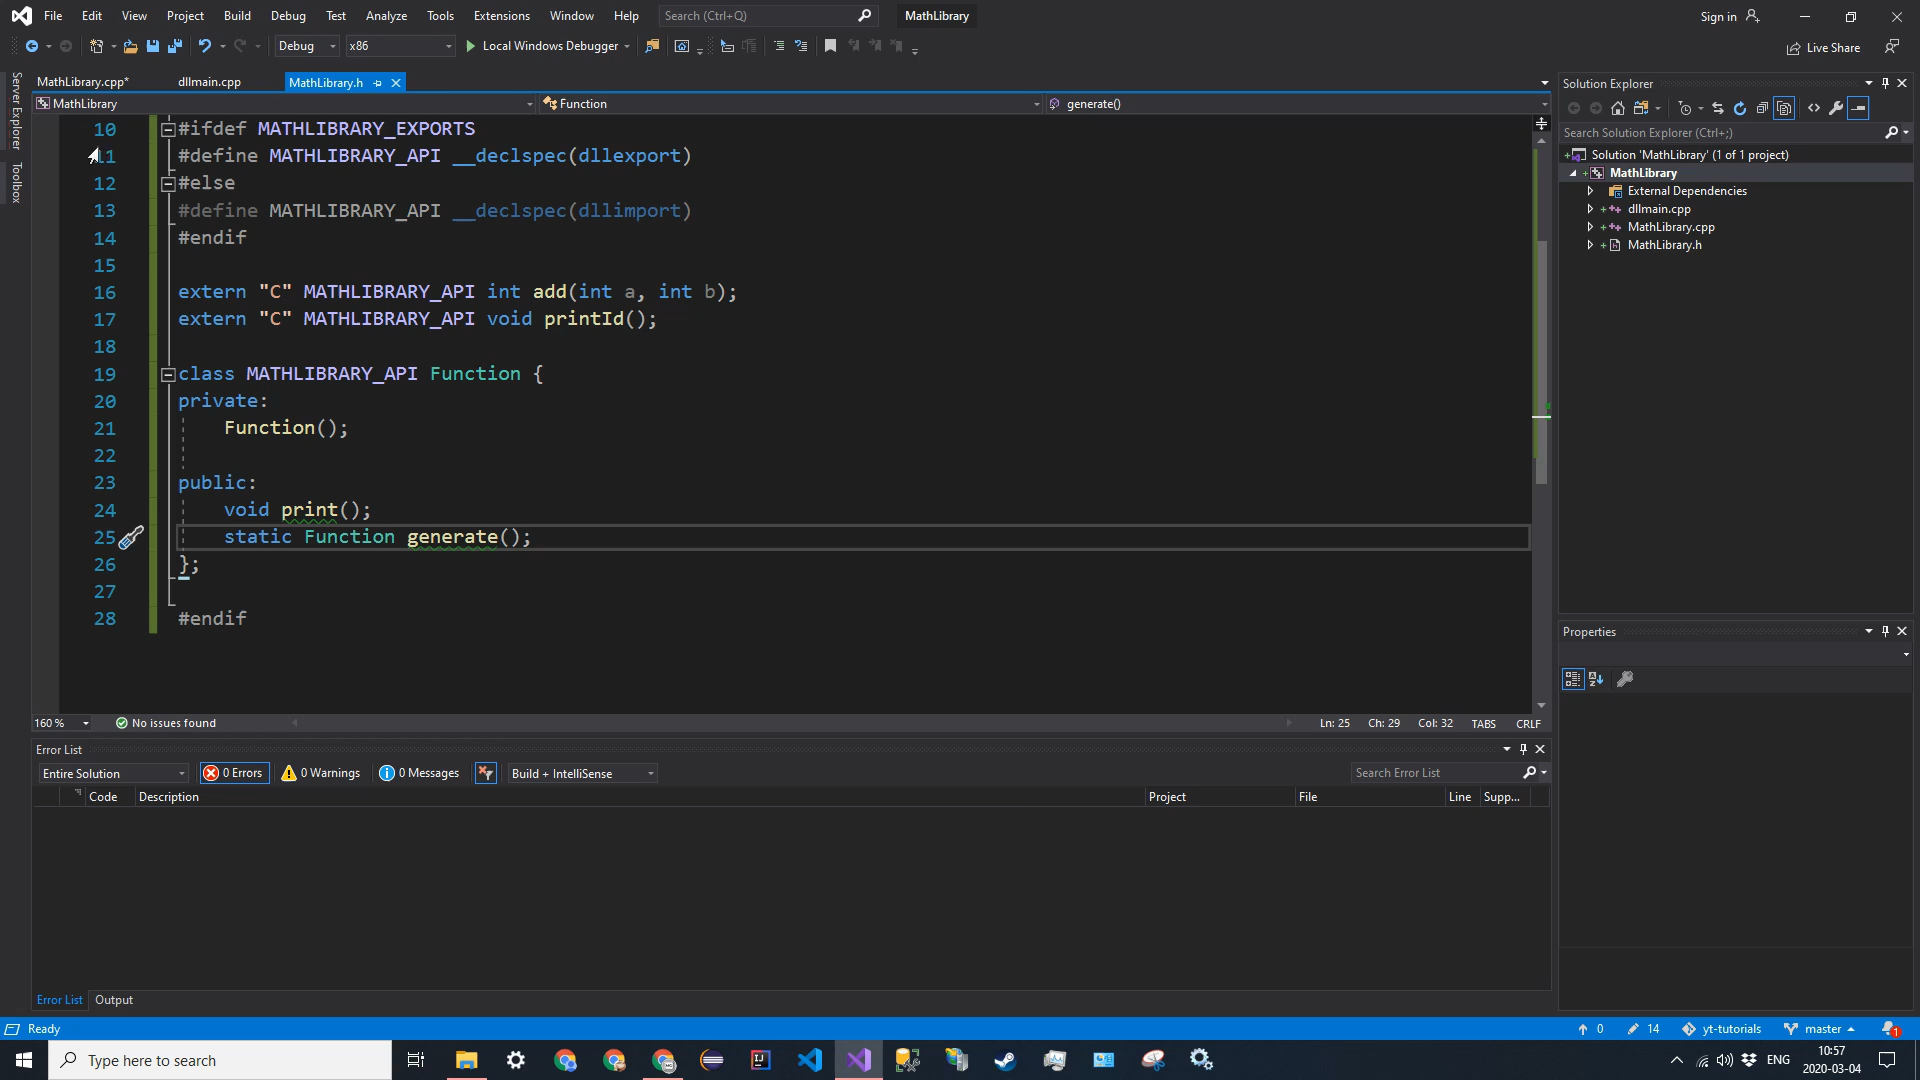 File Edit View Project Build Debug Test Analyze Tools Extensions Window Help Search (Ctrl+Q) MathLibrary Sign in
Debug x86 Local Windows Debugger Live Share
Server Explorer
Toolbox
MathLibrary.cpp* dllmain.cpp MathLibrary.h
MathLibrary Function generate()
10 #ifdef MATHLIBRARY_EXPORTS
11 #define MATHLIBRARY_API __declspec(dllexport)
12 #else
13 #define MATHLIBRARY_API __declspec(dllimport)
14 #endif
15
16 extern "C" MATHLIBRARY_API int add(int a, int b);
17 extern "C" MATHLIBRARY_API void printId();
18
19 class MATHLIBRARY_API Function {
20 private:
21 Function();
22
23 public:
24 void print();
25 static Function generate();
26 };
27
28 #endif
160 % No issues found Ln: 25 Ch: 29 Col: 32 TABS CRLF
Error List
Entire Solution 0 Errors 0 Warnings 0 Messages Build + IntelliSense Search Error List
Code Description Project File Line Supp...
Error List Output
Solution Explorer
Search Solution Explorer (Ctrl+;)
Solution 'MathLibrary' (1 of 1 project)
MathLibrary
External Dependencies
dllmain.cpp
MathLibrary.cpp
MathLibrary.h
Properties
Ready 0 14 yt-tutorials master 1
Type here to search ENG 10:57
2020-03-04